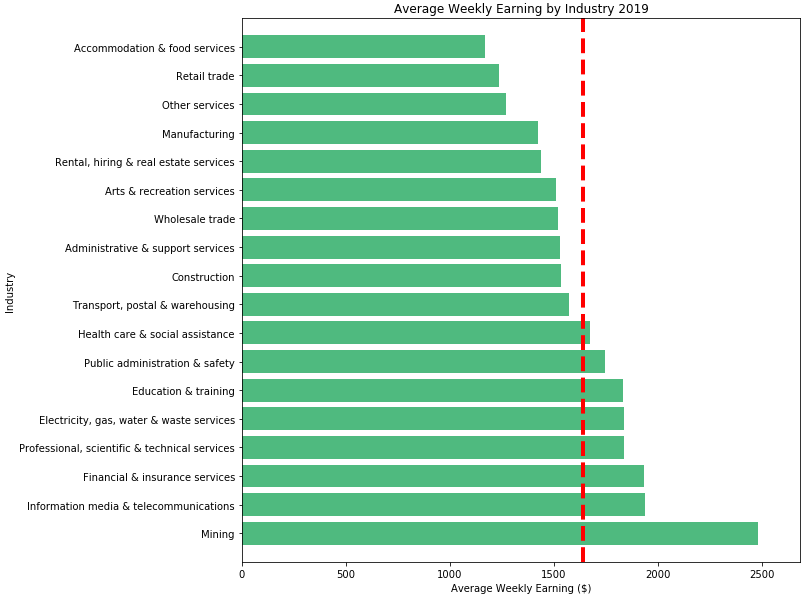 Average Weekly Earning by Industry 2019
Accommodation & food services
Retail trade
Other services
Manufacturing
Rental, hiring & real estate services
Arts & recreation services
Wholesale trade
Administrative & support services
Construction
Transport, postal & warehousing
Health care & social assistance
Public administration & safety
Education & training
Electricity, gas, water & waste services
Professional, scientific & technical services
Financial & insurance services
Information media & telecommunications
Mining
Industry
0 500 1000 1500 2000 2500
Average Weekly Earning ($)